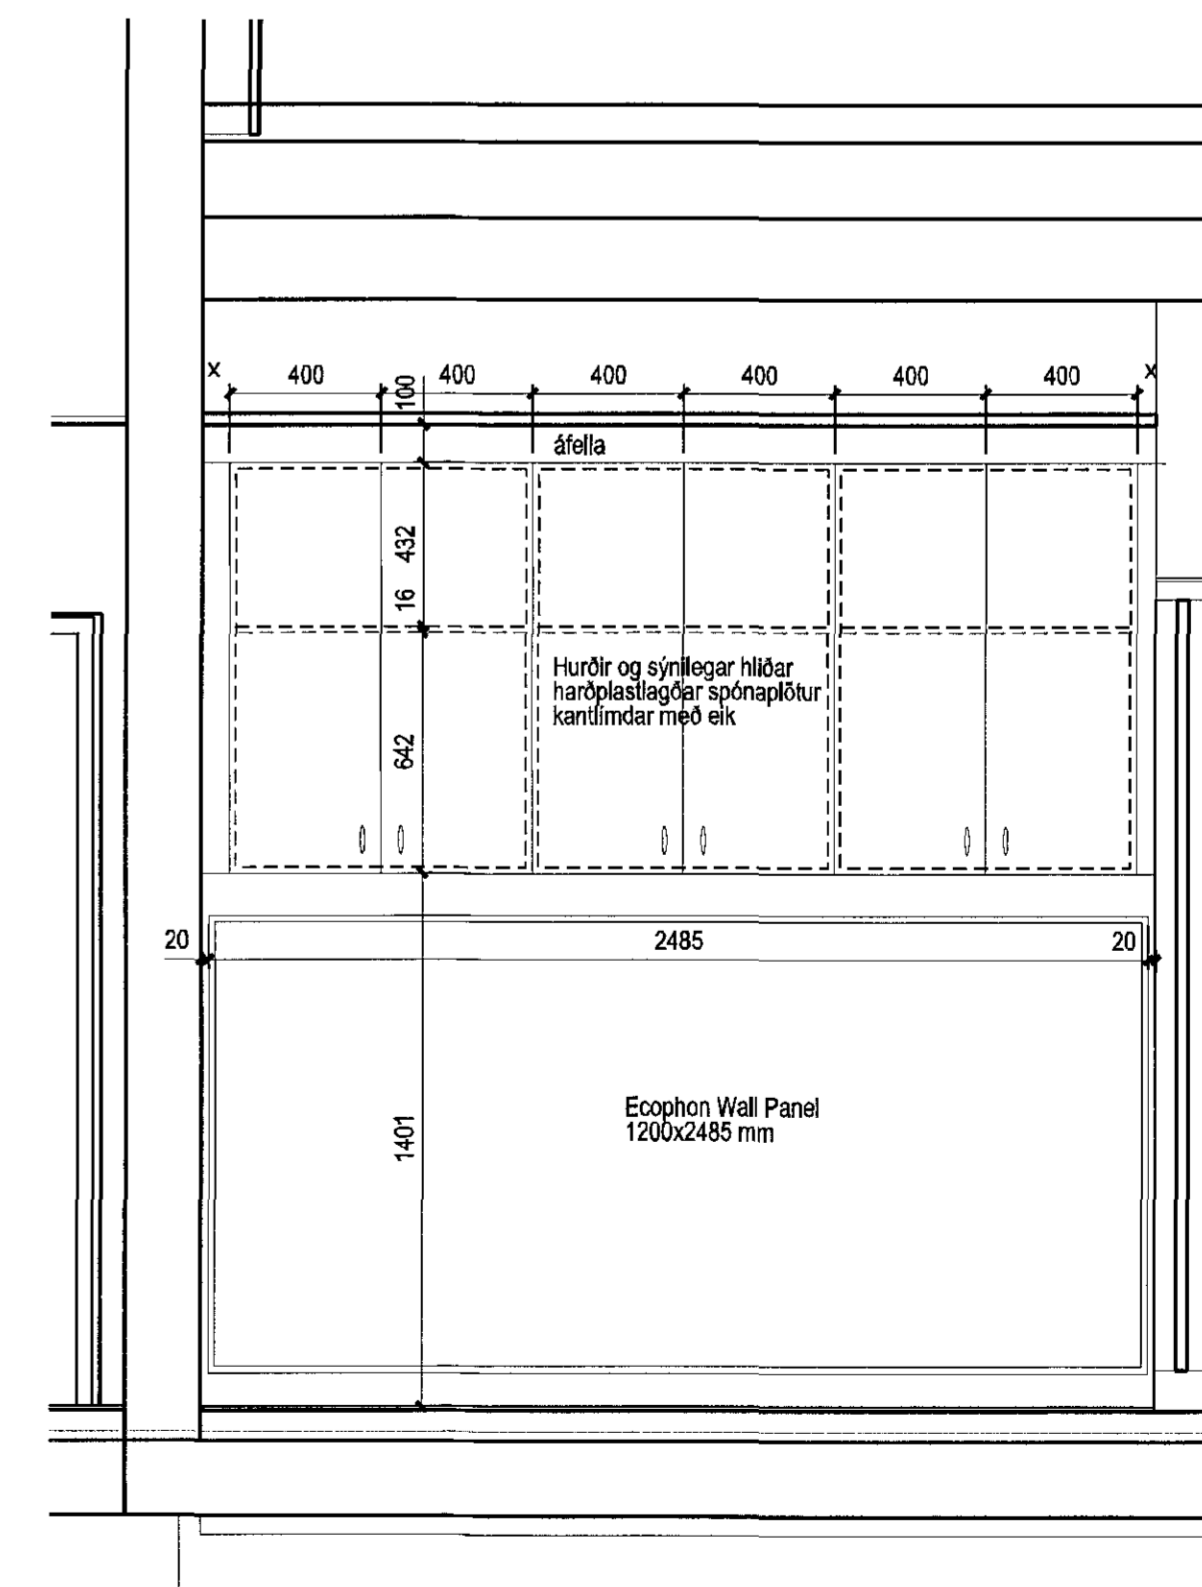 x 400 400 400 400 400 400 x
100
áfella
432
16
Hurðir og sýnilegar hliðar
harðplastlagðar spónaplötur
kantlímdar með eik
642
20 2485 20
Ecophon Wall Panel
1200x2485 mm
1401